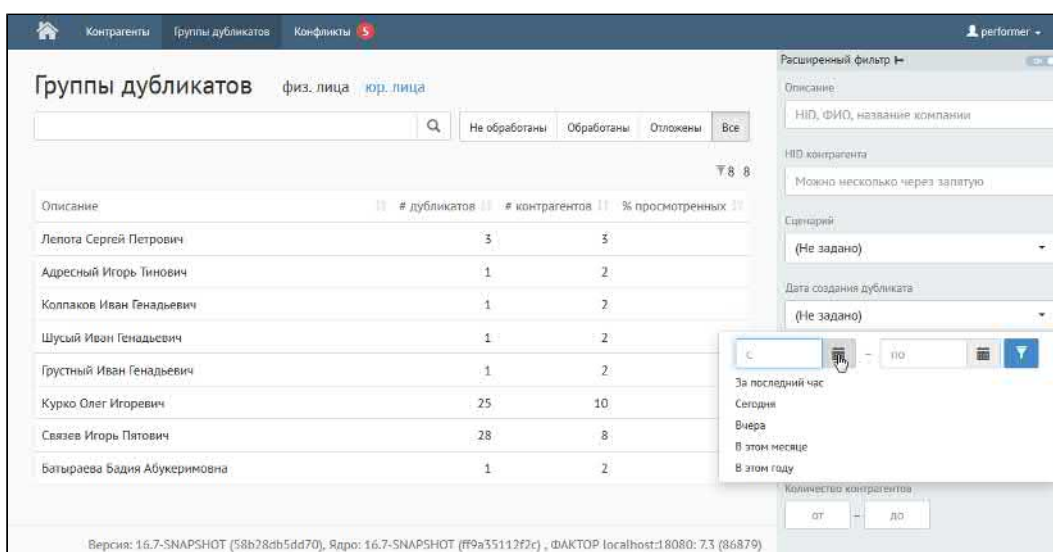 Контрагенты Группы дубликатов Конфликты 5 performer
Группы дубликатов физ. лица юр. лица
Не обработаны Обработаны Отложены Все
8 8
Описание # дубликатов # контрагентов % просмотренных
Лепота Сергей Петрович 3 3
Адресный Игорь Тинович 1 2
Колпаков Иван Генадьевич 1 2
Шусый Иван Генадьевич 1 2
Грустный Иван Генадьевич 1 2
Курко Олег Игоревич 25 10
Связев Игорь Пятович 28 8
Батыраева Бадия Абукеримовна 1 2
Расширенный фильтр
Описание
HID, ФИО, название компании
HID контрагента
Можно несколько через запятую
Сценарий
(Не задано)
Дата создания дубликата
(Не задано)
с – по
За последний час
Сегодня
Вчера
В этом месяце
В этом году
Количество контрагентов
от – до
Версия: 16.7-SNAPSHOT (58b28db5dd70), Ядро: 16.7-SNAPSHOT (ff9a35112f2c) , ФАКТОР localhost:18080: 7.3 (86879)